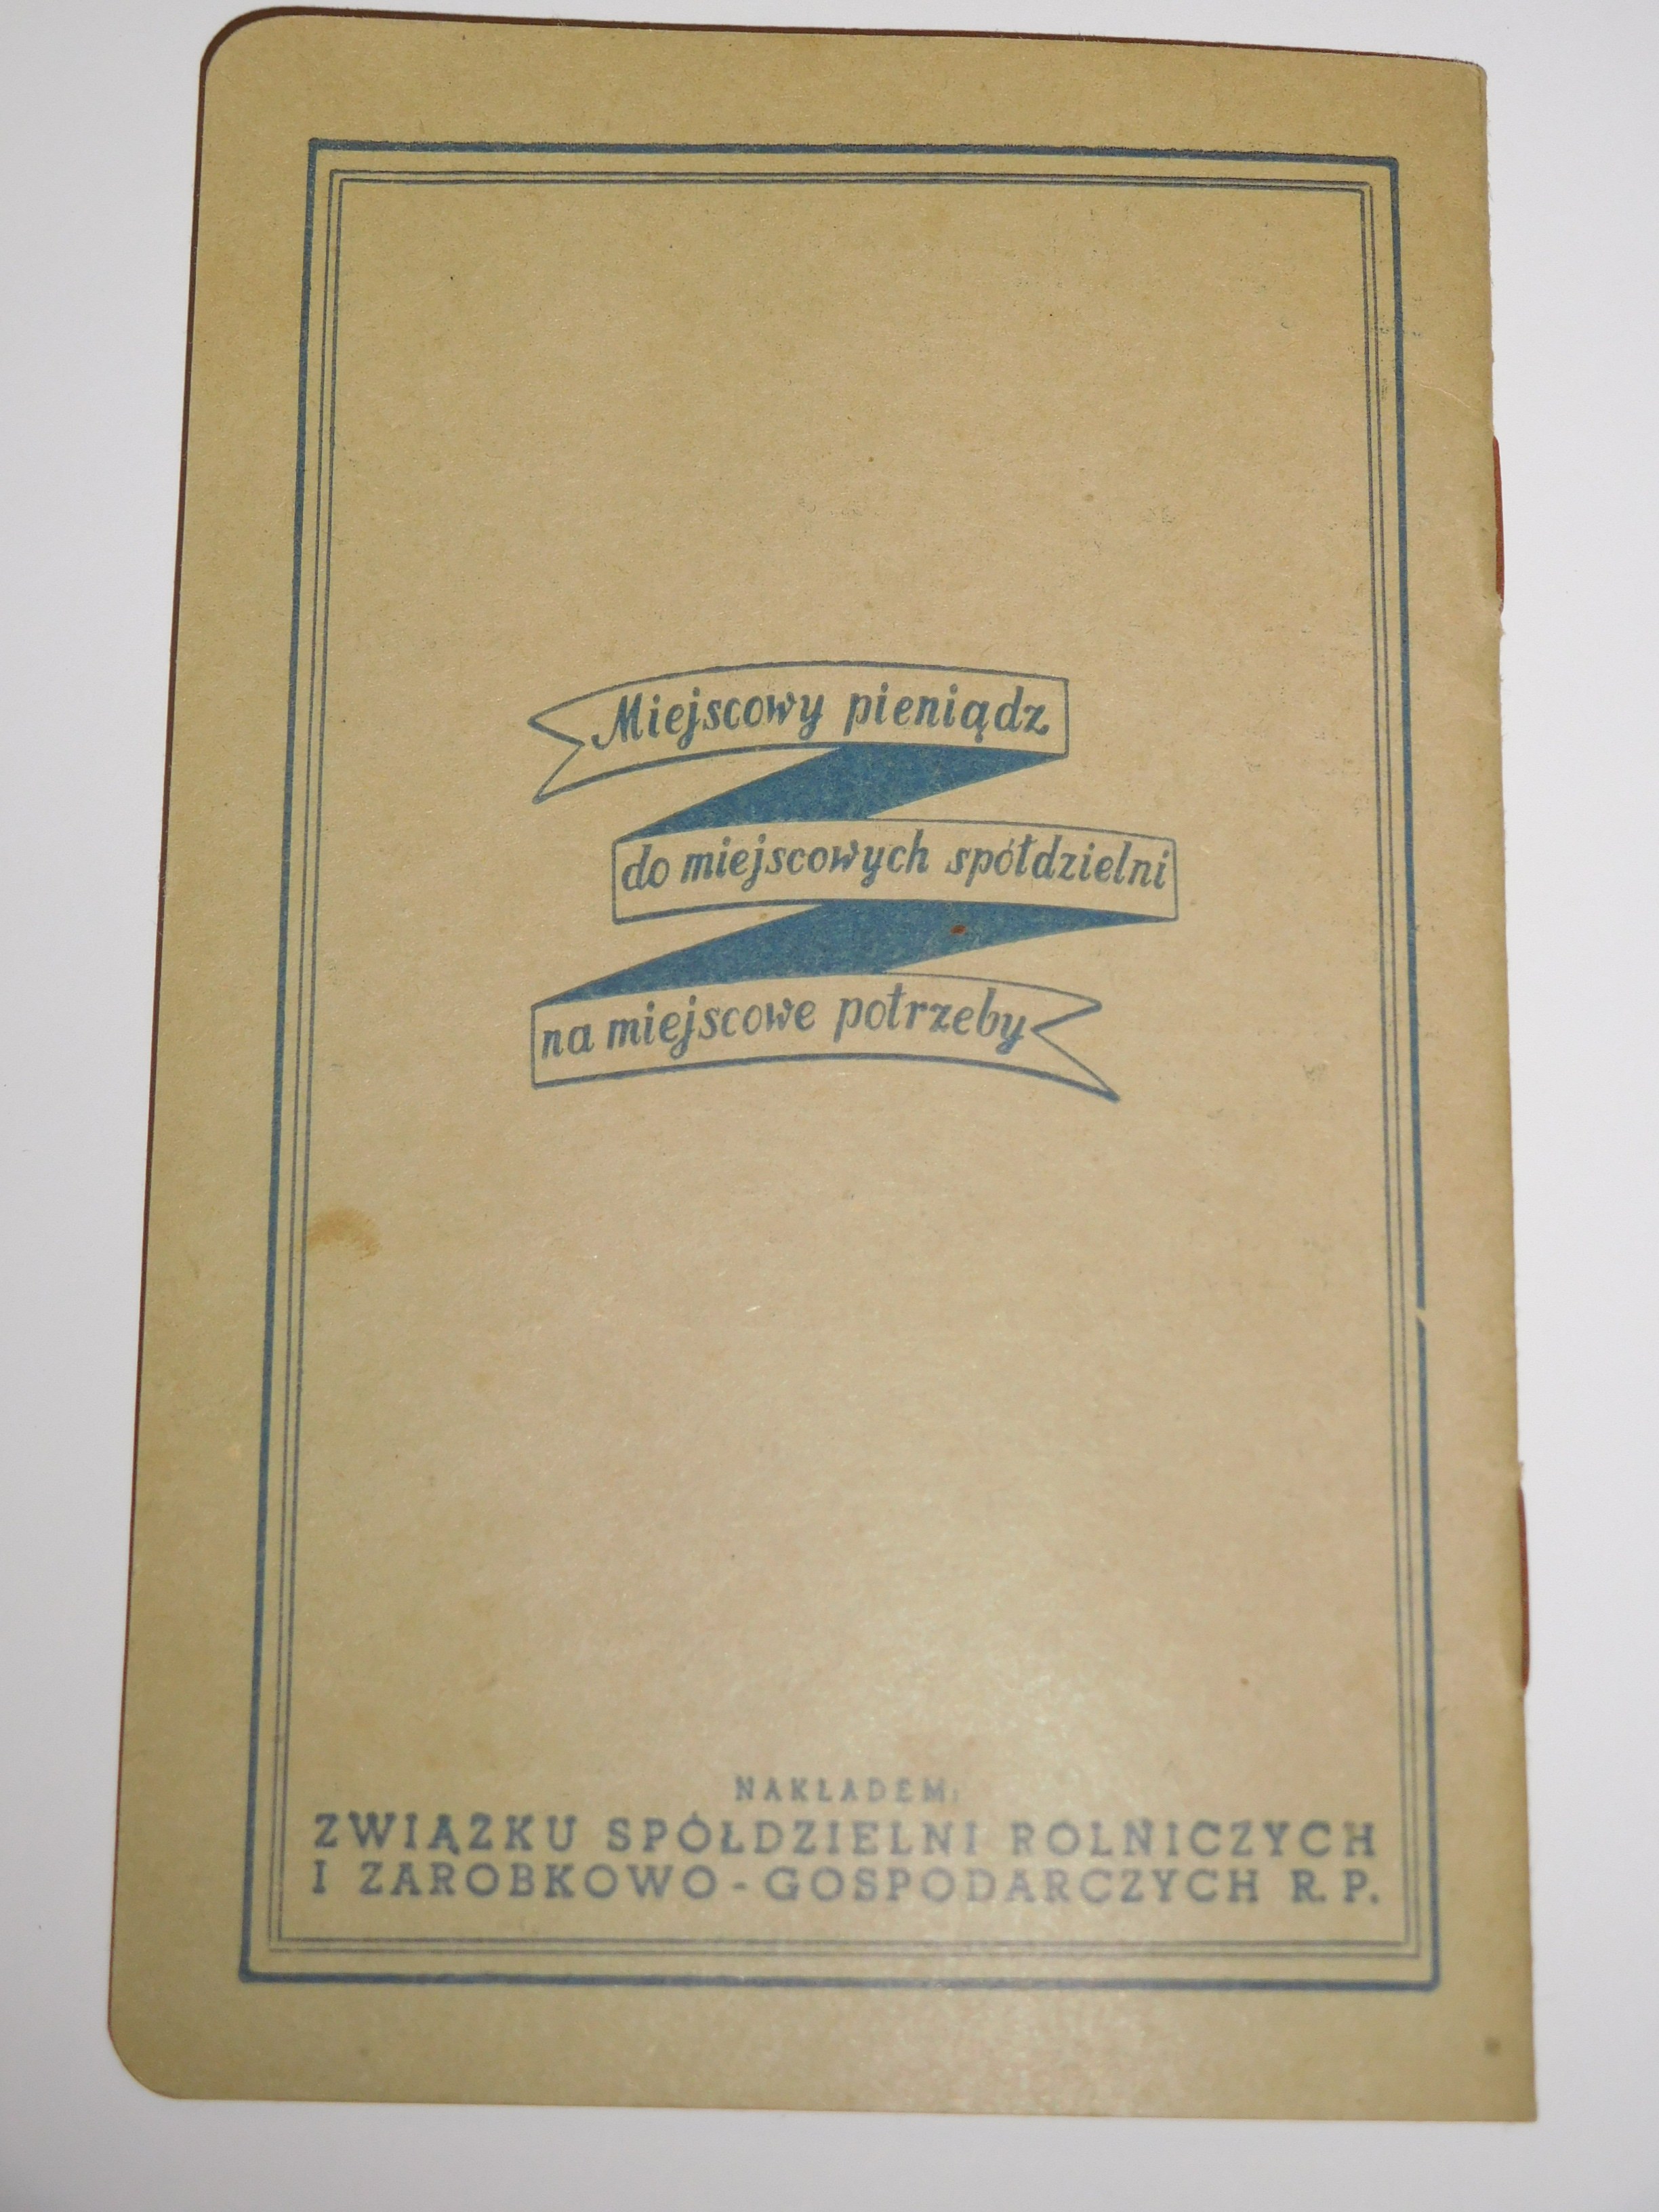 Miejscowy pieniądz
do miejscowych spółdzielni
na miejscowe potrzeby
NAKŁADEM:
ZWIĄZKU SPÓŁDZIELNI ROLNICZYCH
I ZAROBKOWO-GOSPODARCZYCH R. P.